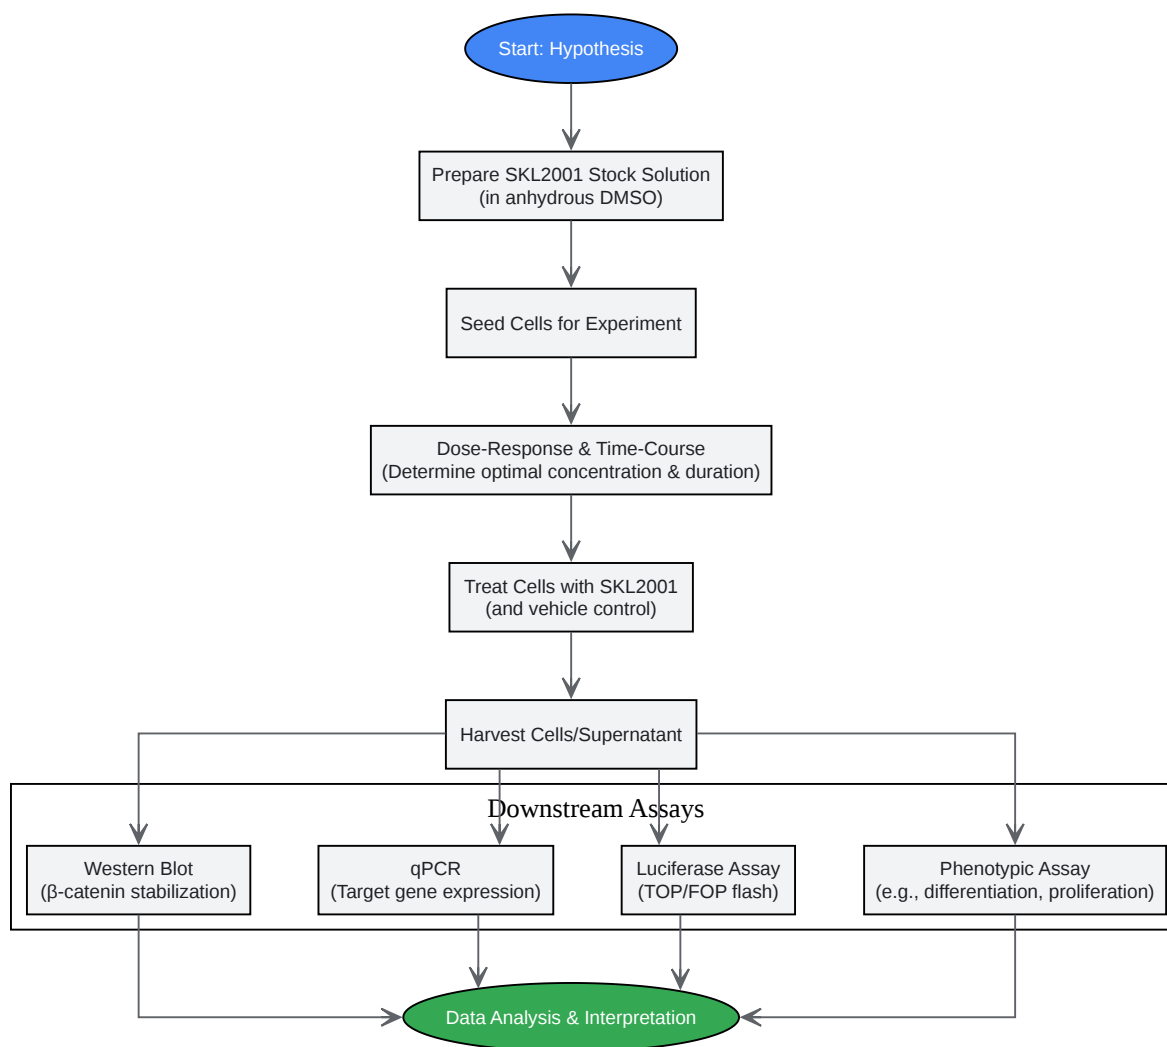 Start: Hypothesis
Prepare SKL2001 Stock Solution
(in anhydrous DMSO)
Seed Cells for Experiment
Dose-Response & Time-Course
(Determine optimal concentration & duration)
Treat Cells with SKL2001
(and vehicle control)
Harvest Cells/Supernatant
Downstream Assays
Western Blot
(β-catenin stabilization)
qPCR
(Target gene expression)
Luciferase Assay
(TOP/FOP flash)
Phenotypic Assay
(e.g., differentiation, proliferation)
Data Analysis & Interpretation